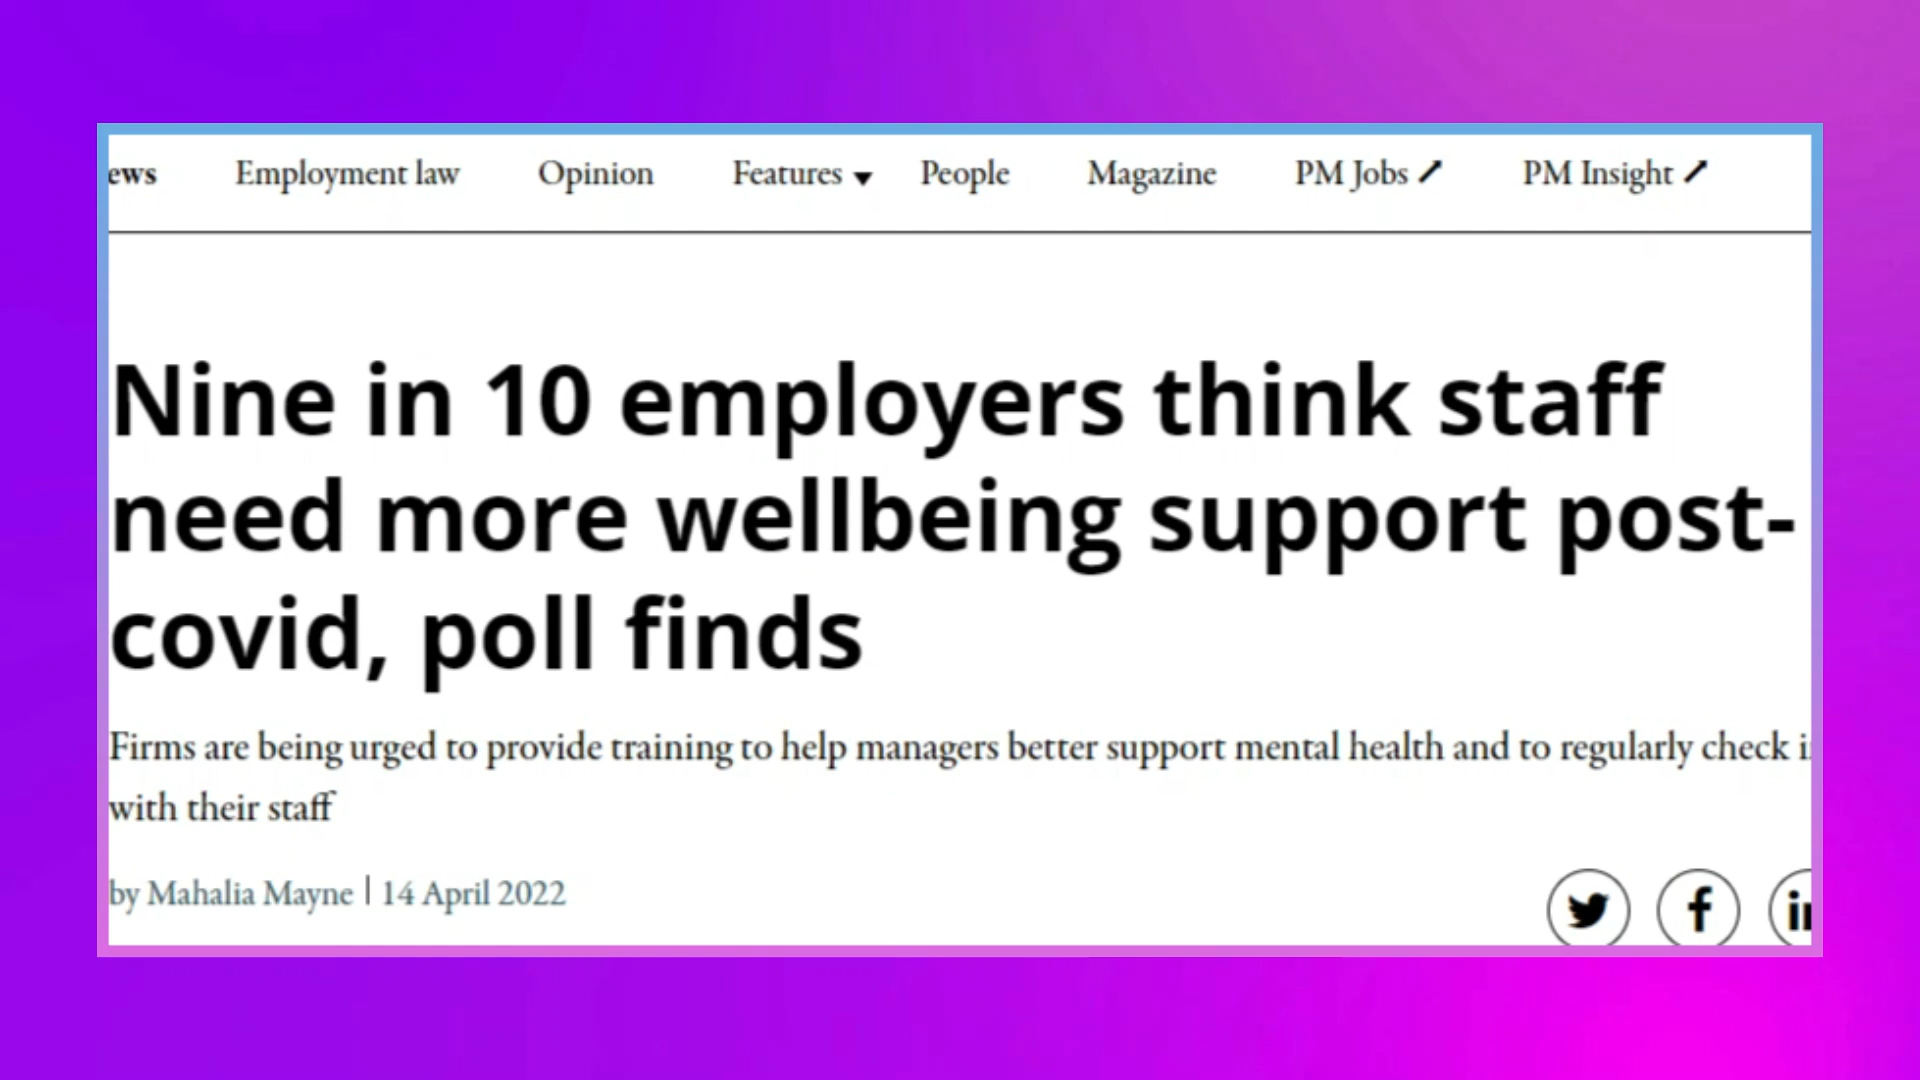 ews Employment law Opinion Features People Magazine PM Jobs PM Insight
Nine in 10 employers think staff
need more wellbeing support post-
covid, poll finds
Firms are being urged to provide training to help managers better support mental health and to regularly check i
with their staff
by Mahalia Mayne | 14 April 2022